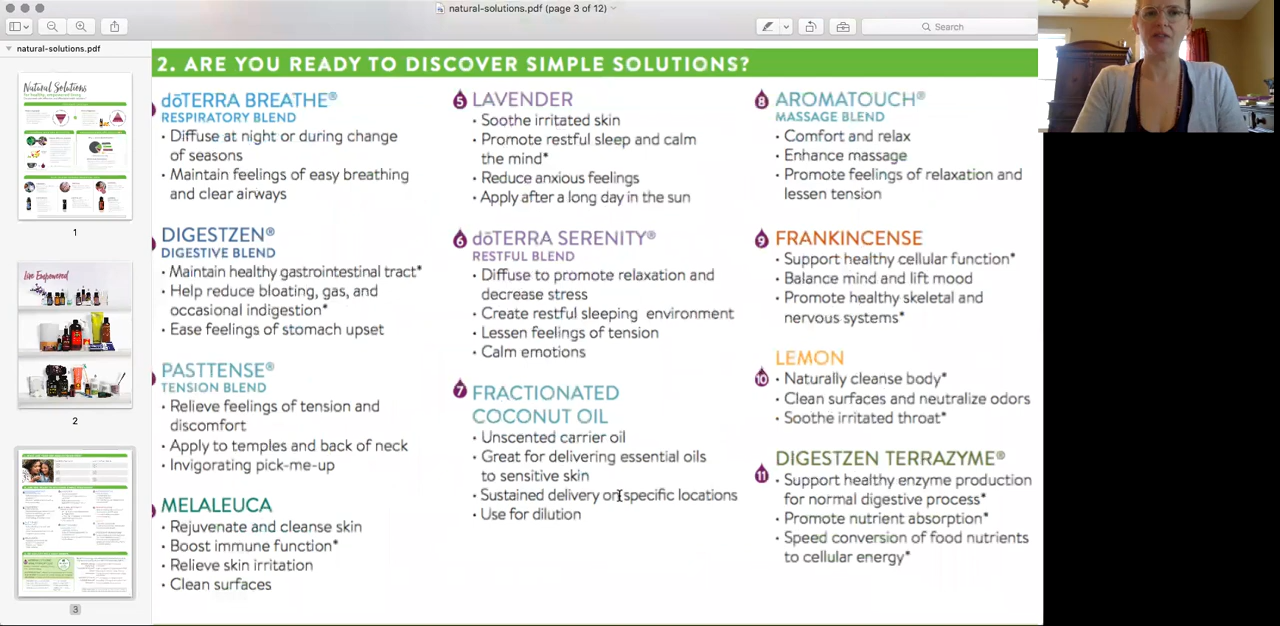 natural-solutions.pdf (page 3 of 12)
Search
natural-solutions.pdf
Natural Solutions
1
Live Empowered
2
3
2. ARE YOU READY TO DISCOVER SIMPLE SOLUTIONS?
dōTERRA BREATHE®
RESPIRATORY BLEND
• Diffuse at night or during change
of seasons
• Maintain feelings of easy breathing
and clear airways
DIGESTZEN®
DIGESTIVE BLEND
• Maintain healthy gastrointestinal tract*
• Help reduce bloating, gas, and
occasional indigestion*
• Ease feelings of stomach upset
PASTTENSE®
TENSION BLEND
• Relieve feelings of tension and
discomfort
• Apply to temples and back of neck
• Invigorating pick-me-up
MELALEUCA
• Rejuvenate and cleanse skin
• Boost immune function*
• Relieve skin irritation
• Clean surfaces
5 LAVENDER
• Soothe irritated skin
• Promote restful sleep and calm
the mind*
• Reduce anxious feelings
• Apply after a long day in the sun
6 dōTERRA SERENITY®
RESTFUL BLEND
• Diffuse to promote relaxation and
decrease stress
• Create restful sleeping environment
• Lessen feelings of tension
• Calm emotions
7 FRACTIONATED
COCONUT OIL
• Unscented carrier oil
• Great for delivering essential oils
to sensitive skin
• Sustained delivery on specific locations
• Use for dilution
8 AROMATOUCH®
MASSAGE BLEND
• Comfort and relax
• Enhance massage
• Promote feelings of relaxation and
lessen tension
9 FRANKINCENSE
• Support healthy cellular function*
• Balance mind and lift mood
• Promote healthy skeletal and
nervous systems*
LEMON
10 • Naturally cleanse body*
• Clean surfaces and neutralize odors
• Soothe irritated throat*
DIGESTZEN TERRAZYME®
11 • Support healthy enzyme production
for normal digestive process*
• Promote nutrient absorption*
• Speed conversion of food nutrients
to cellular energy*